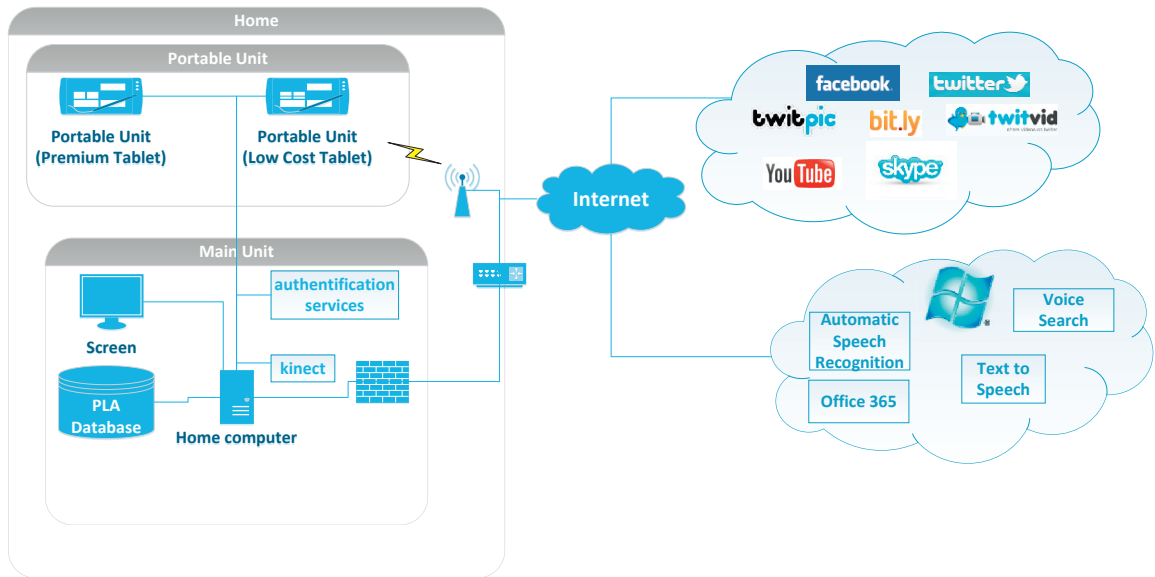 Home
Portable Unit
Portable Unit
(Premium Tablet)
Portable Unit
(Low Cost Tablet)
Main Unit
authentification
services
Screen
kinect
PLA
Database
Home computer
Internet
facebook
twitter
twitpic
bit.ly
twitvid
You Tube
skype
Voice
Search
Automatic
Speech
Recognition
Text to
Speech
Office 365